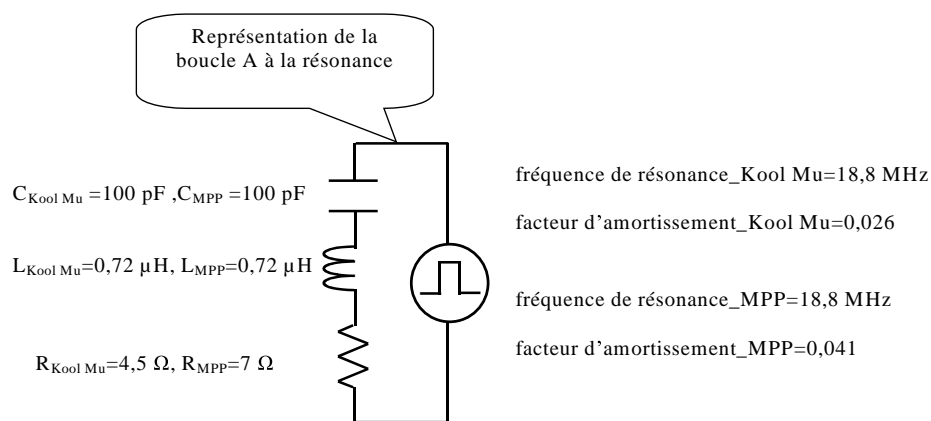 Représentation de la
boucle A à la résonance
C_Kool Mu =100 pF ,C_MPP =100 pF
L_Kool Mu=0,72 µH, L_MPP=0,72 µH
R_Kool Mu=4,5 Ω, R_MPP=7 Ω
fréquence de résonance_Kool Mu=18,8 MHz
facteur d’amortissement_Kool Mu=0,026
fréquence de résonance_MPP=18,8 MHz
facteur d’amortissement_MPP=0,041